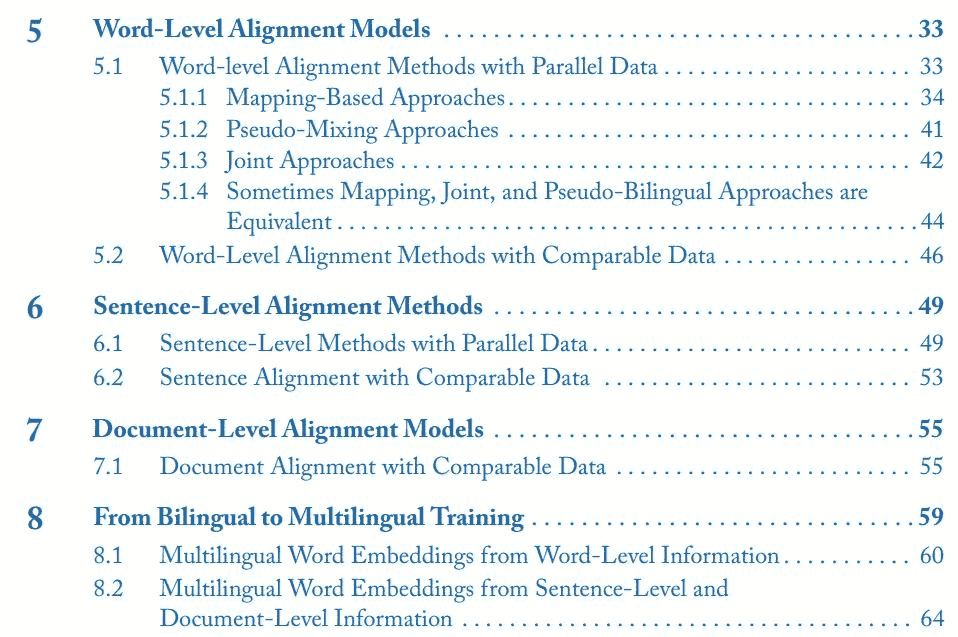 5 Word-Level Alignment Models . . . . . . . . . . . . . . . . . . . . . . . . . . . . . . . . . . . . . . . 33
5.1 Word-level Alignment Methods with Parallel Data . . . . . . . . . . . . . . . . . . . . . 33
5.1.1 Mapping-Based Approaches . . . . . . . . . . . . . . . . . . . . . . . . . . . . . . . . . . 34
5.1.2 Pseudo-Mixing Approaches . . . . . . . . . . . . . . . . . . . . . . . . . . . . . . . . . . 41
5.1.3 Joint Approaches . . . . . . . . . . . . . . . . . . . . . . . . . . . . . . . . . . . . . . . . . . . 42
5.1.4 Sometimes Mapping, Joint, and Pseudo-Bilingual Approaches are
Equivalent . . . . . . . . . . . . . . . . . . . . . . . . . . . . . . . . . . . . . . . . . . . . . . . . 44
5.2 Word-Level Alignment Methods with Comparable Data . . . . . . . . . . . . . . . . 46
6 Sentence-Level Alignment Methods . . . . . . . . . . . . . . . . . . . . . . . . . . . . . . . . . . . 49
6.1 Sentence-Level Methods with Parallel Data . . . . . . . . . . . . . . . . . . . . . . . . . . . 49
6.2 Sentence Alignment with Comparable Data . . . . . . . . . . . . . . . . . . . . . . . . . . 53
7 Document-Level Alignment Models . . . . . . . . . . . . . . . . . . . . . . . . . . . . . . . . . . . 55
7.1 Document Alignment with Comparable Data . . . . . . . . . . . . . . . . . . . . . . . . . 55
8 From Bilingual to Multilingual Training . . . . . . . . . . . . . . . . . . . . . . . . . . . . . . . . 59
8.1 Multilingual Word Embeddings from Word-Level Information . . . . . . . . . . . 60
8.2 Multilingual Word Embeddings from Sentence-Level and
Document-Level Information . . . . . . . . . . . . . . . . . . . . . . . . . . . . . . . . . . . . . . 64